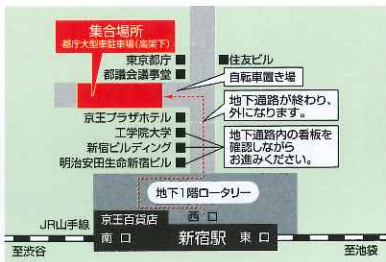 集合場所
都庁大型車駐車場(高架下)
東京都庁
都議会議事堂
住友ビル
自転車置き場
地下通路が終わり、
外になります。
京王プラザホテル
工学院大学
新宿ビルディング
明治安田生命新宿ビル
地下通路内の看板を
確認しながら
お進みください。
地下1階ロータリー
京王百貨店
西口
JR山手線
南口
新宿駅
東口
至渋谷
至池袋